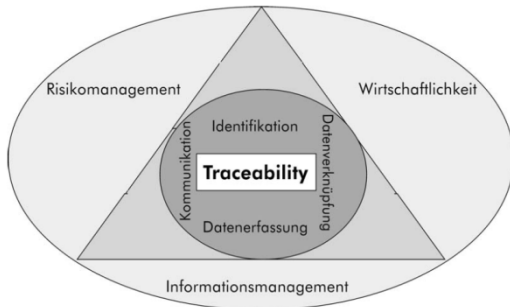 Risikomanagement
Wirtschaftlichkeit
Identifikation
Kommunikation
Traceability
Datenverknüpfung
Datenerfassung
Informationsmanagement